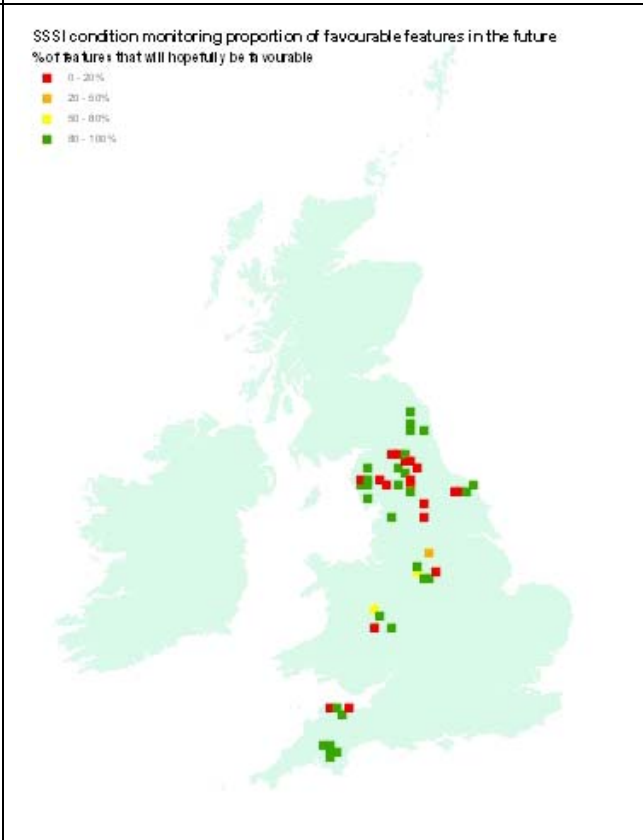 SSSI condition monitoring proportion of favourable features in the future
% of features that will hopefully be favourable
0 - 20%
20 - 50%
50 - 80%
80 - 100%